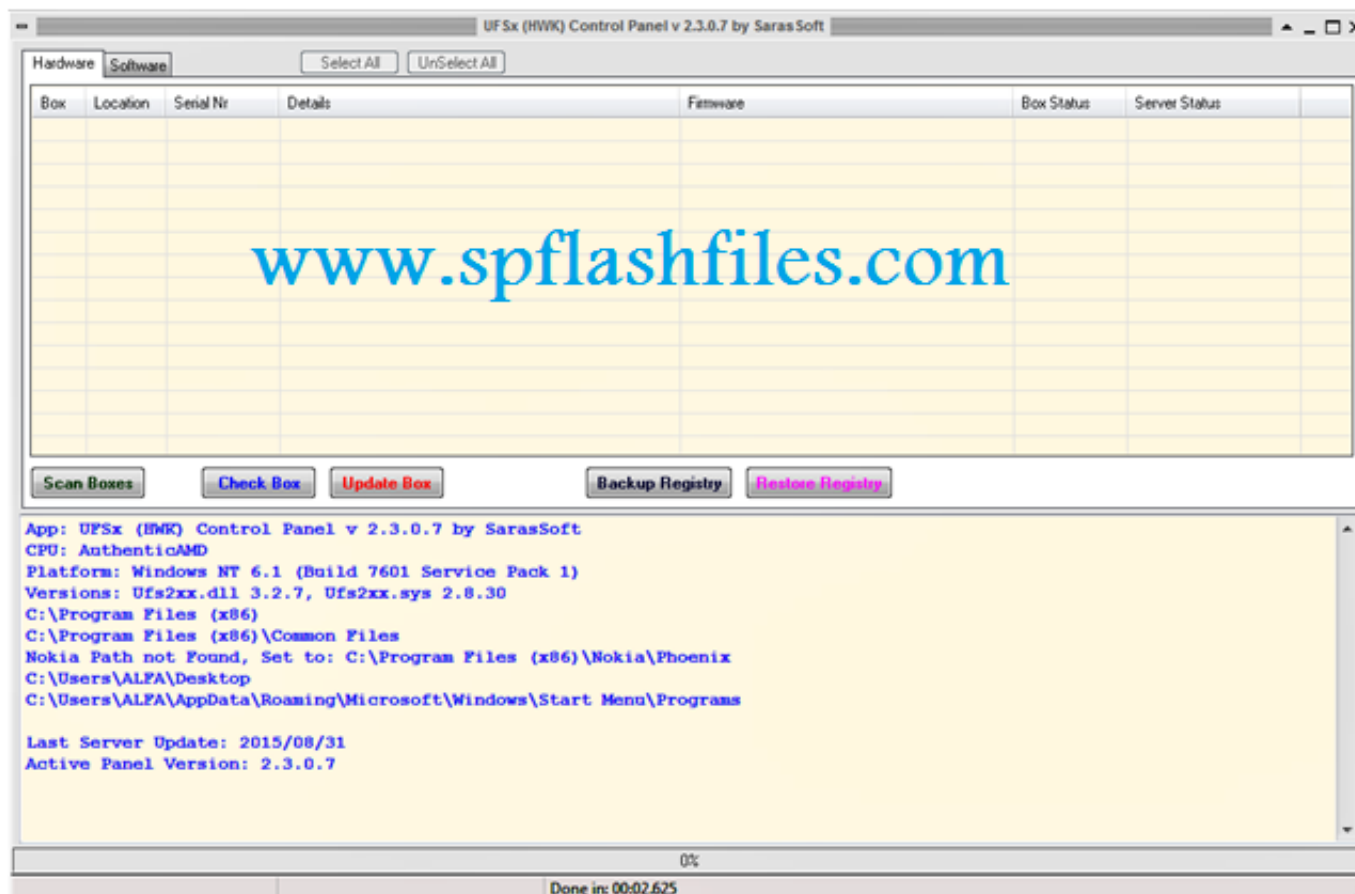 UFSx (HWK) Control Panel v 2.3.0.7 by SarasSoft
Hardware Software Select All UnSelect All
Box Location Serial Nr Details Firmware Box Status Server Status
www.spflashfiles.com
Scan Boxes Check Box Update Box Backup Registry Restore Registry
App: UFSx (HWK) Control Panel v 2.3.0.7 by SarasSoft
CPU: AuthenticAMD
Platform: Windows NT 6.1 (Build 7601 Service Pack 1)
Versions: Ufs2xx.dll 3.2.7, Ufs2xx.sys 2.8.30
C:\Program Files (x86)
C:\Program Files (x86)\Common Files
Nokia Path not Found, Set to: C:\Program Files (x86)\Nokia\Phoenix
C:\Users\ALFA\Desktop
C:\Users\ALFA\AppData\Roaming\Microsoft\Windows\Start Menu\Programs
Last Server Update: 2015/08/31
Active Panel Version: 2.3.0.7
0%
Done in: 00:02.625